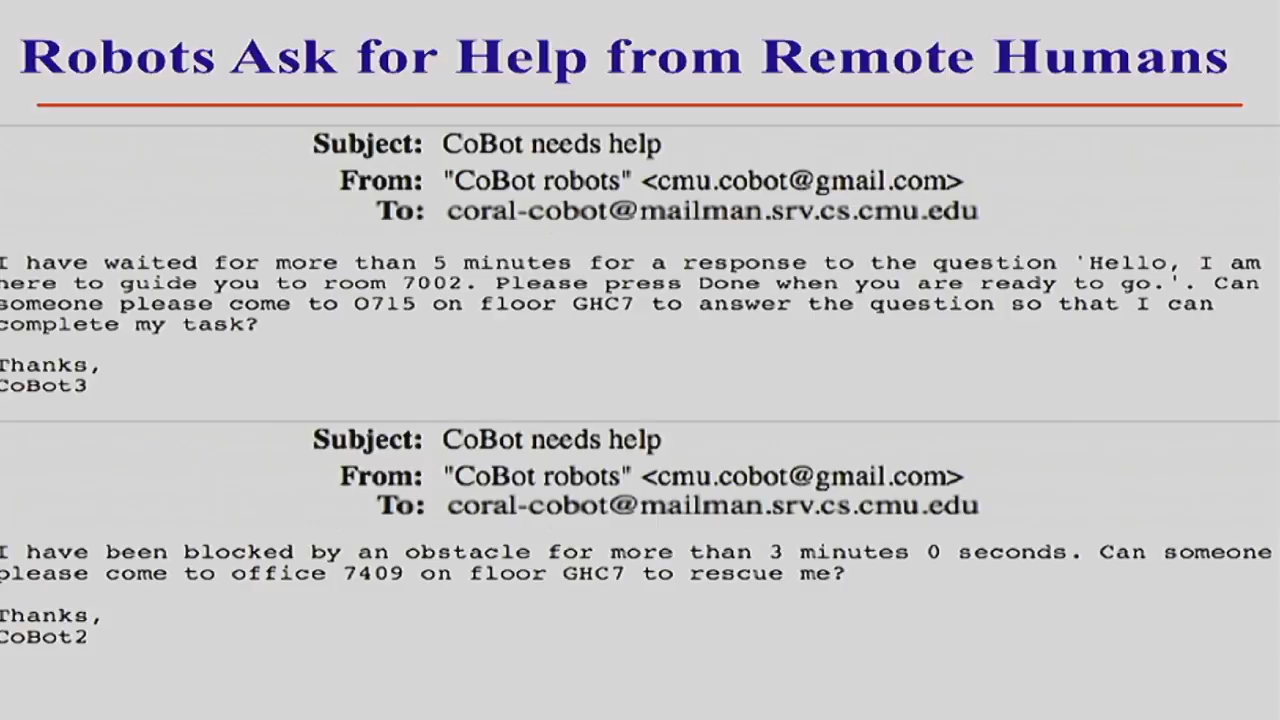 Robots Ask for Help from Remote Humans
Subject: CoBot needs help
From: "CoBot robots" <cmu.cobot@gmail.com>
To: coral-cobot@mailman.srv.cs.cmu.edu
I have waited for more than 5 minutes for a response to the question 'Hello, I am
here to guide you to room 7002. Please press Done when you are ready to go.'. Can
someone please come to O715 on floor GHC7 to answer the question so that I can
complete my task?
Thanks,
CoBot3
Subject: CoBot needs help
From: "CoBot robots" <cmu.cobot@gmail.com>
To: coral-cobot@mailman.srv.cs.cmu.edu
I have been blocked by an obstacle for more than 3 minutes 0 seconds. Can someone
please come to office 7409 on floor GHC7 to rescue me?
Thanks,
CoBot2